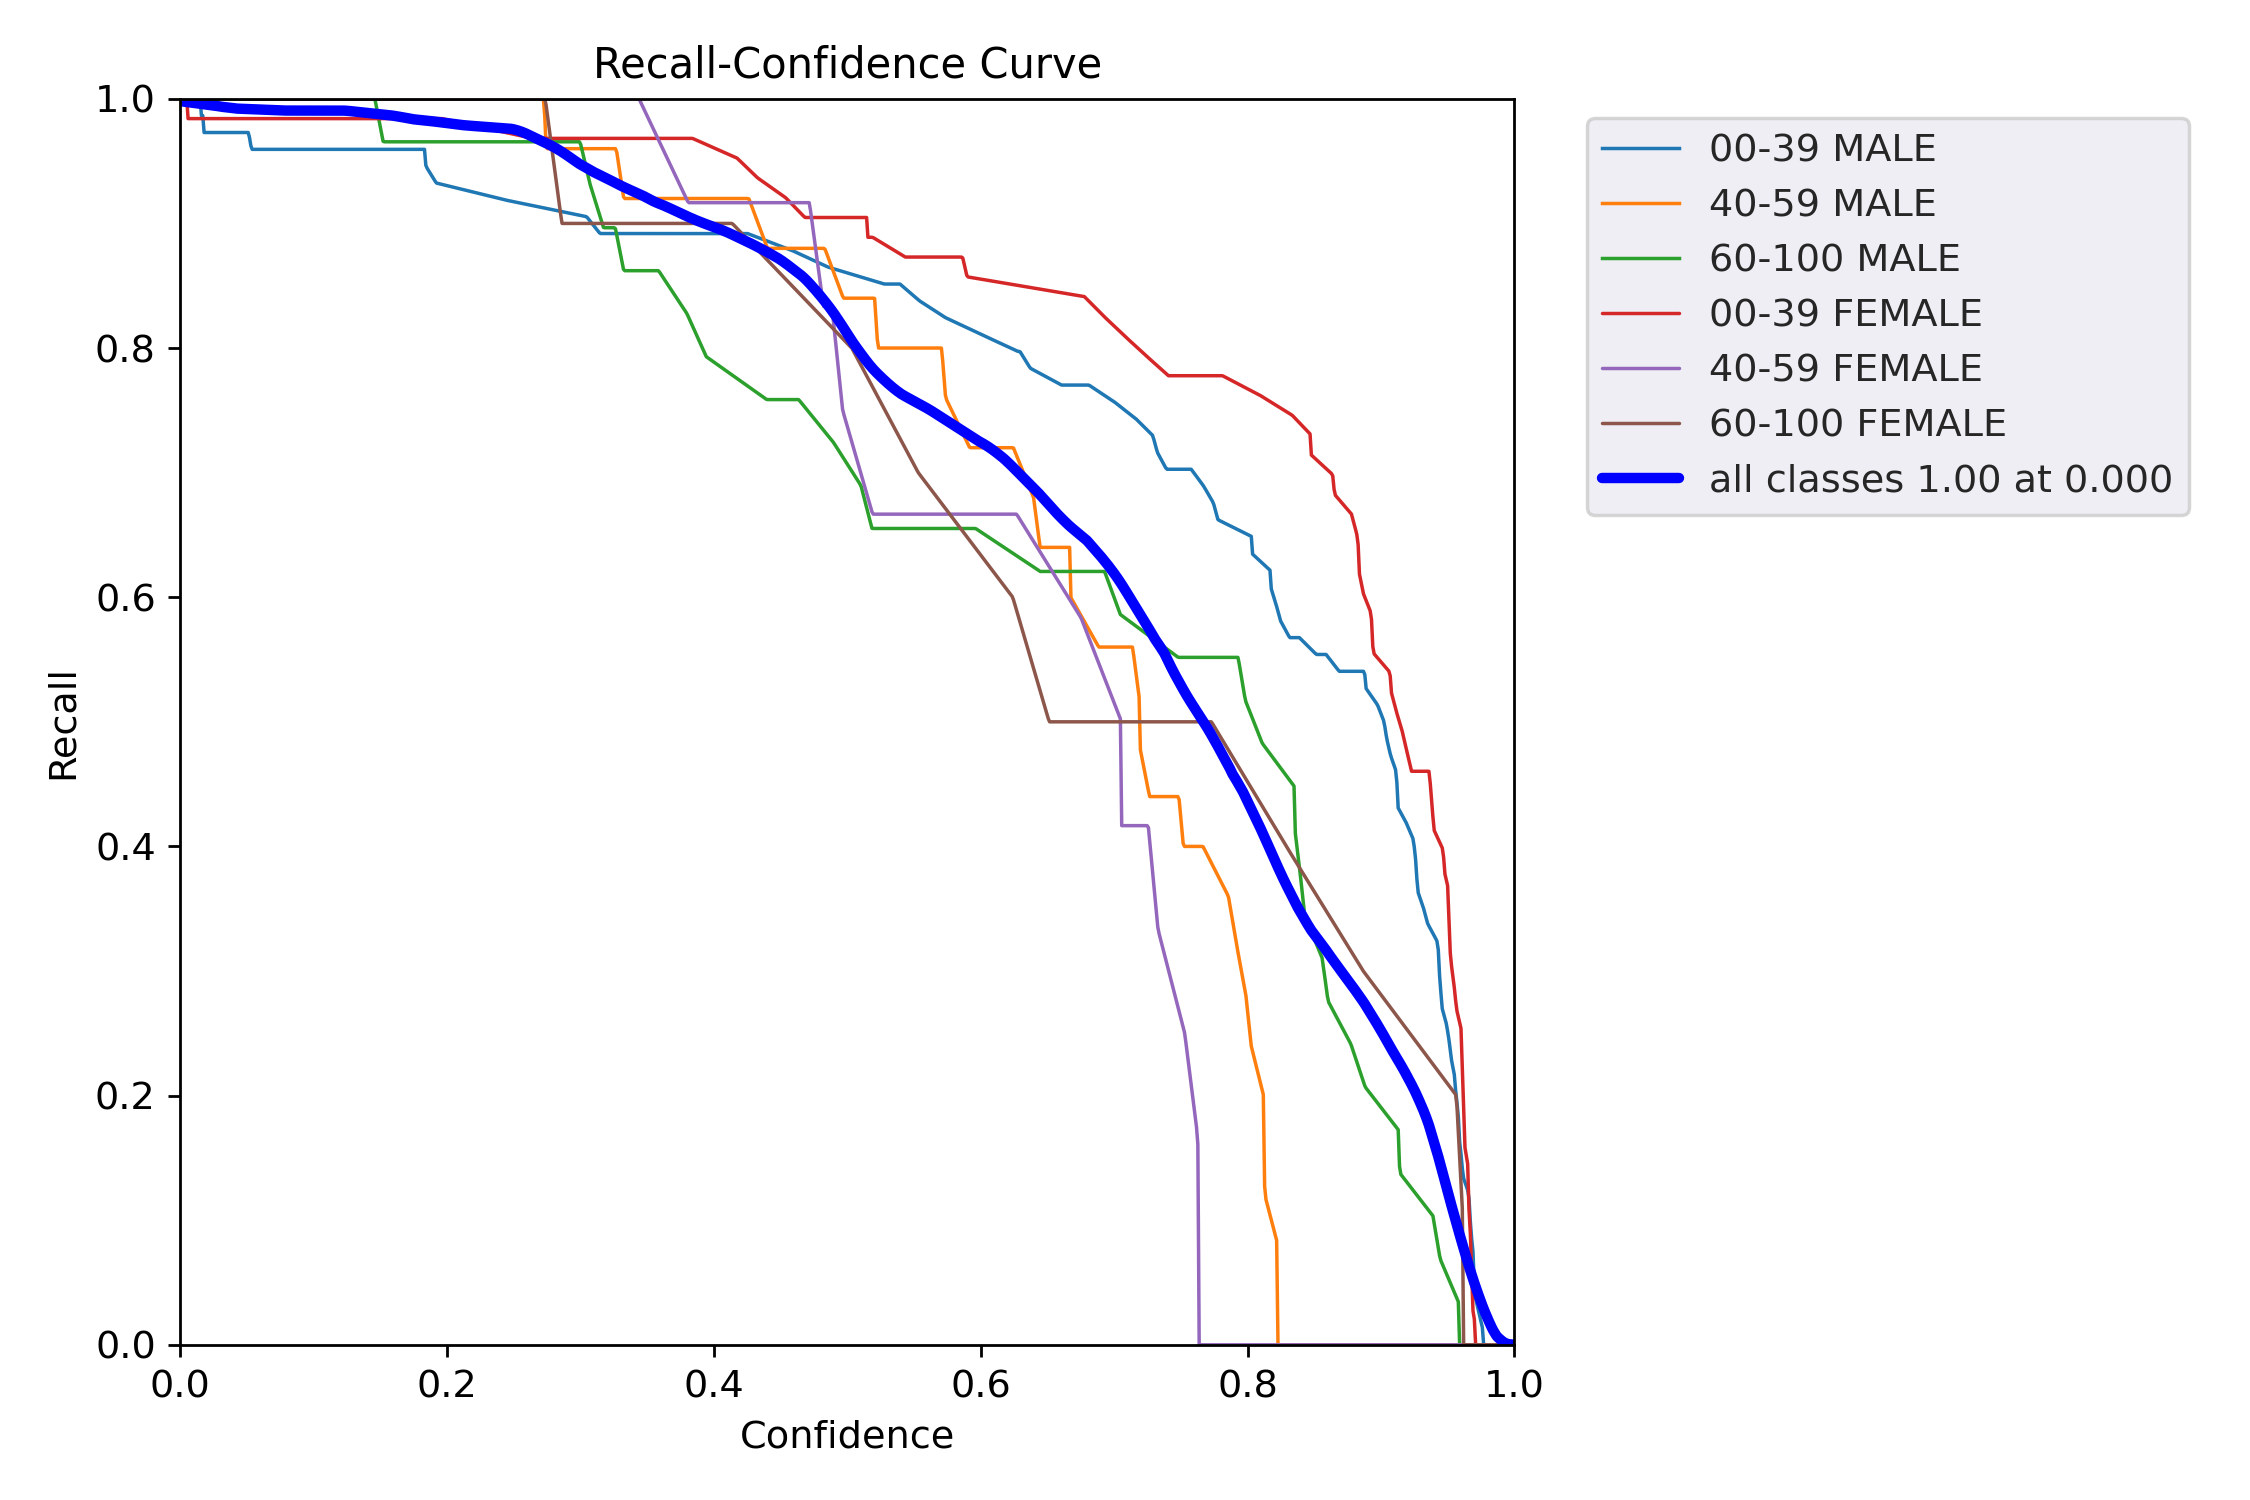 Recall-Confidence Curve
1.0
0.8
0.6
0.4
0.2
0.0
Recall
0.0 0.2 0.4 0.6 0.8 1.0
Confidence
00-39 MALE
40-59 MALE
60-100 MALE
00-39 FEMALE
40-59 FEMALE
60-100 FEMALE
all classes 1.00 at 0.000